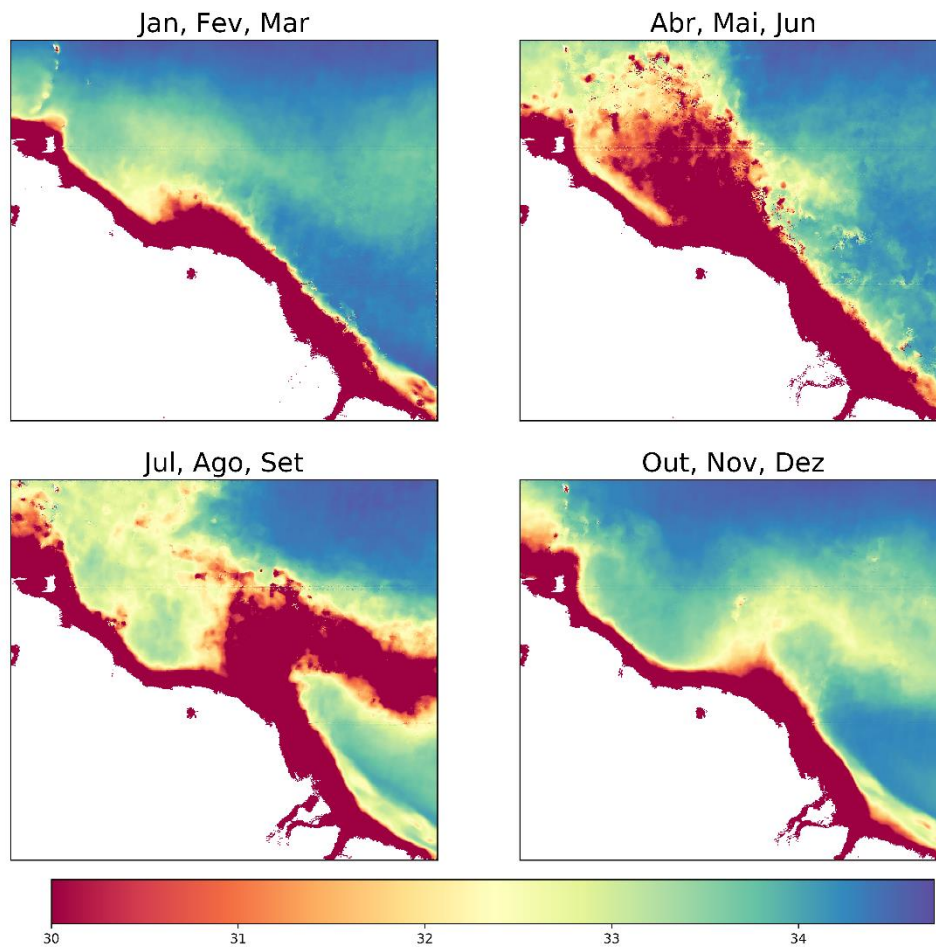 Jan, Fev, Mar
Abr, Mai, Jun
Jul, Ago, Set
Out, Nov, Dez
30 31 32 33 34